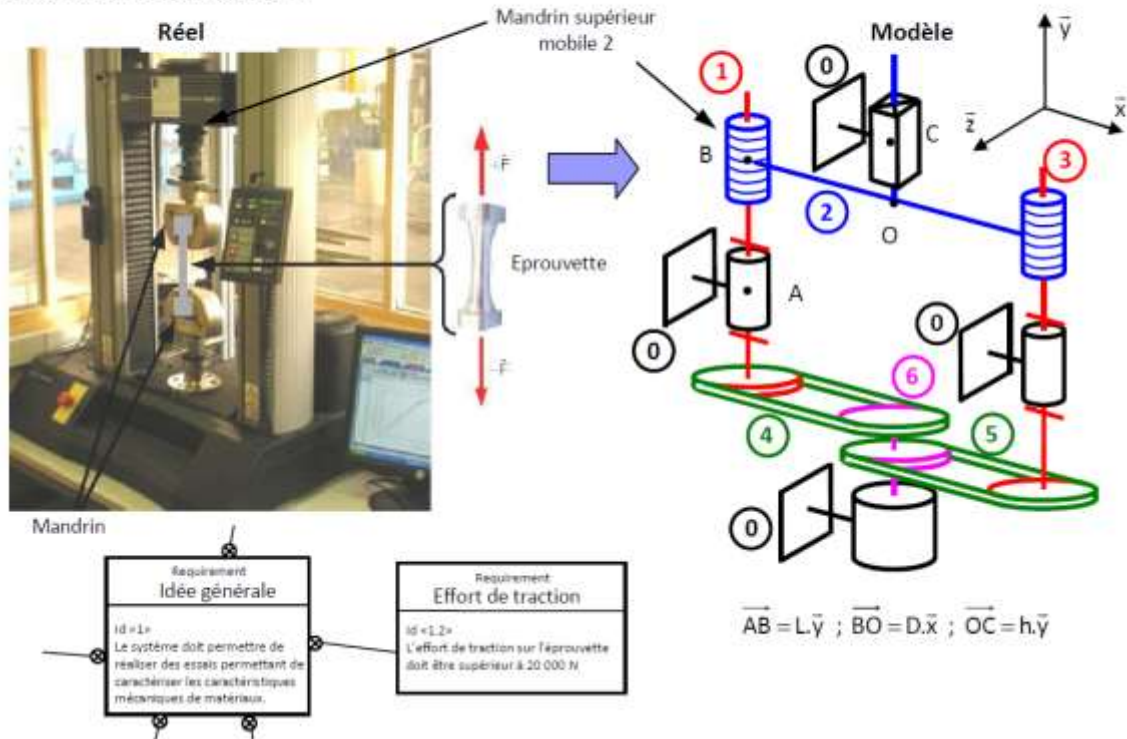 Réel
Mandrin supérieur
mobile 2
Modèle
ȳ
x̄
z̄
0
1
C
B
3
2
O
F
Eprouvette
A
0
0
-F
6
4
5
0
Mandrin
Requirement
Idée générale
Id «1»
Le système doit permettre de
réaliser des essais permettant de
caractériser les caractéristiques
mécaniques de matériaux.
Requirement
Effort de traction
Id «1.2»
L'effort de traction sur l'éprouvette
doit être supérieur à 20 000 N
AB = L.ȳ ; BO = D.x̄ ; OC = h.ȳ